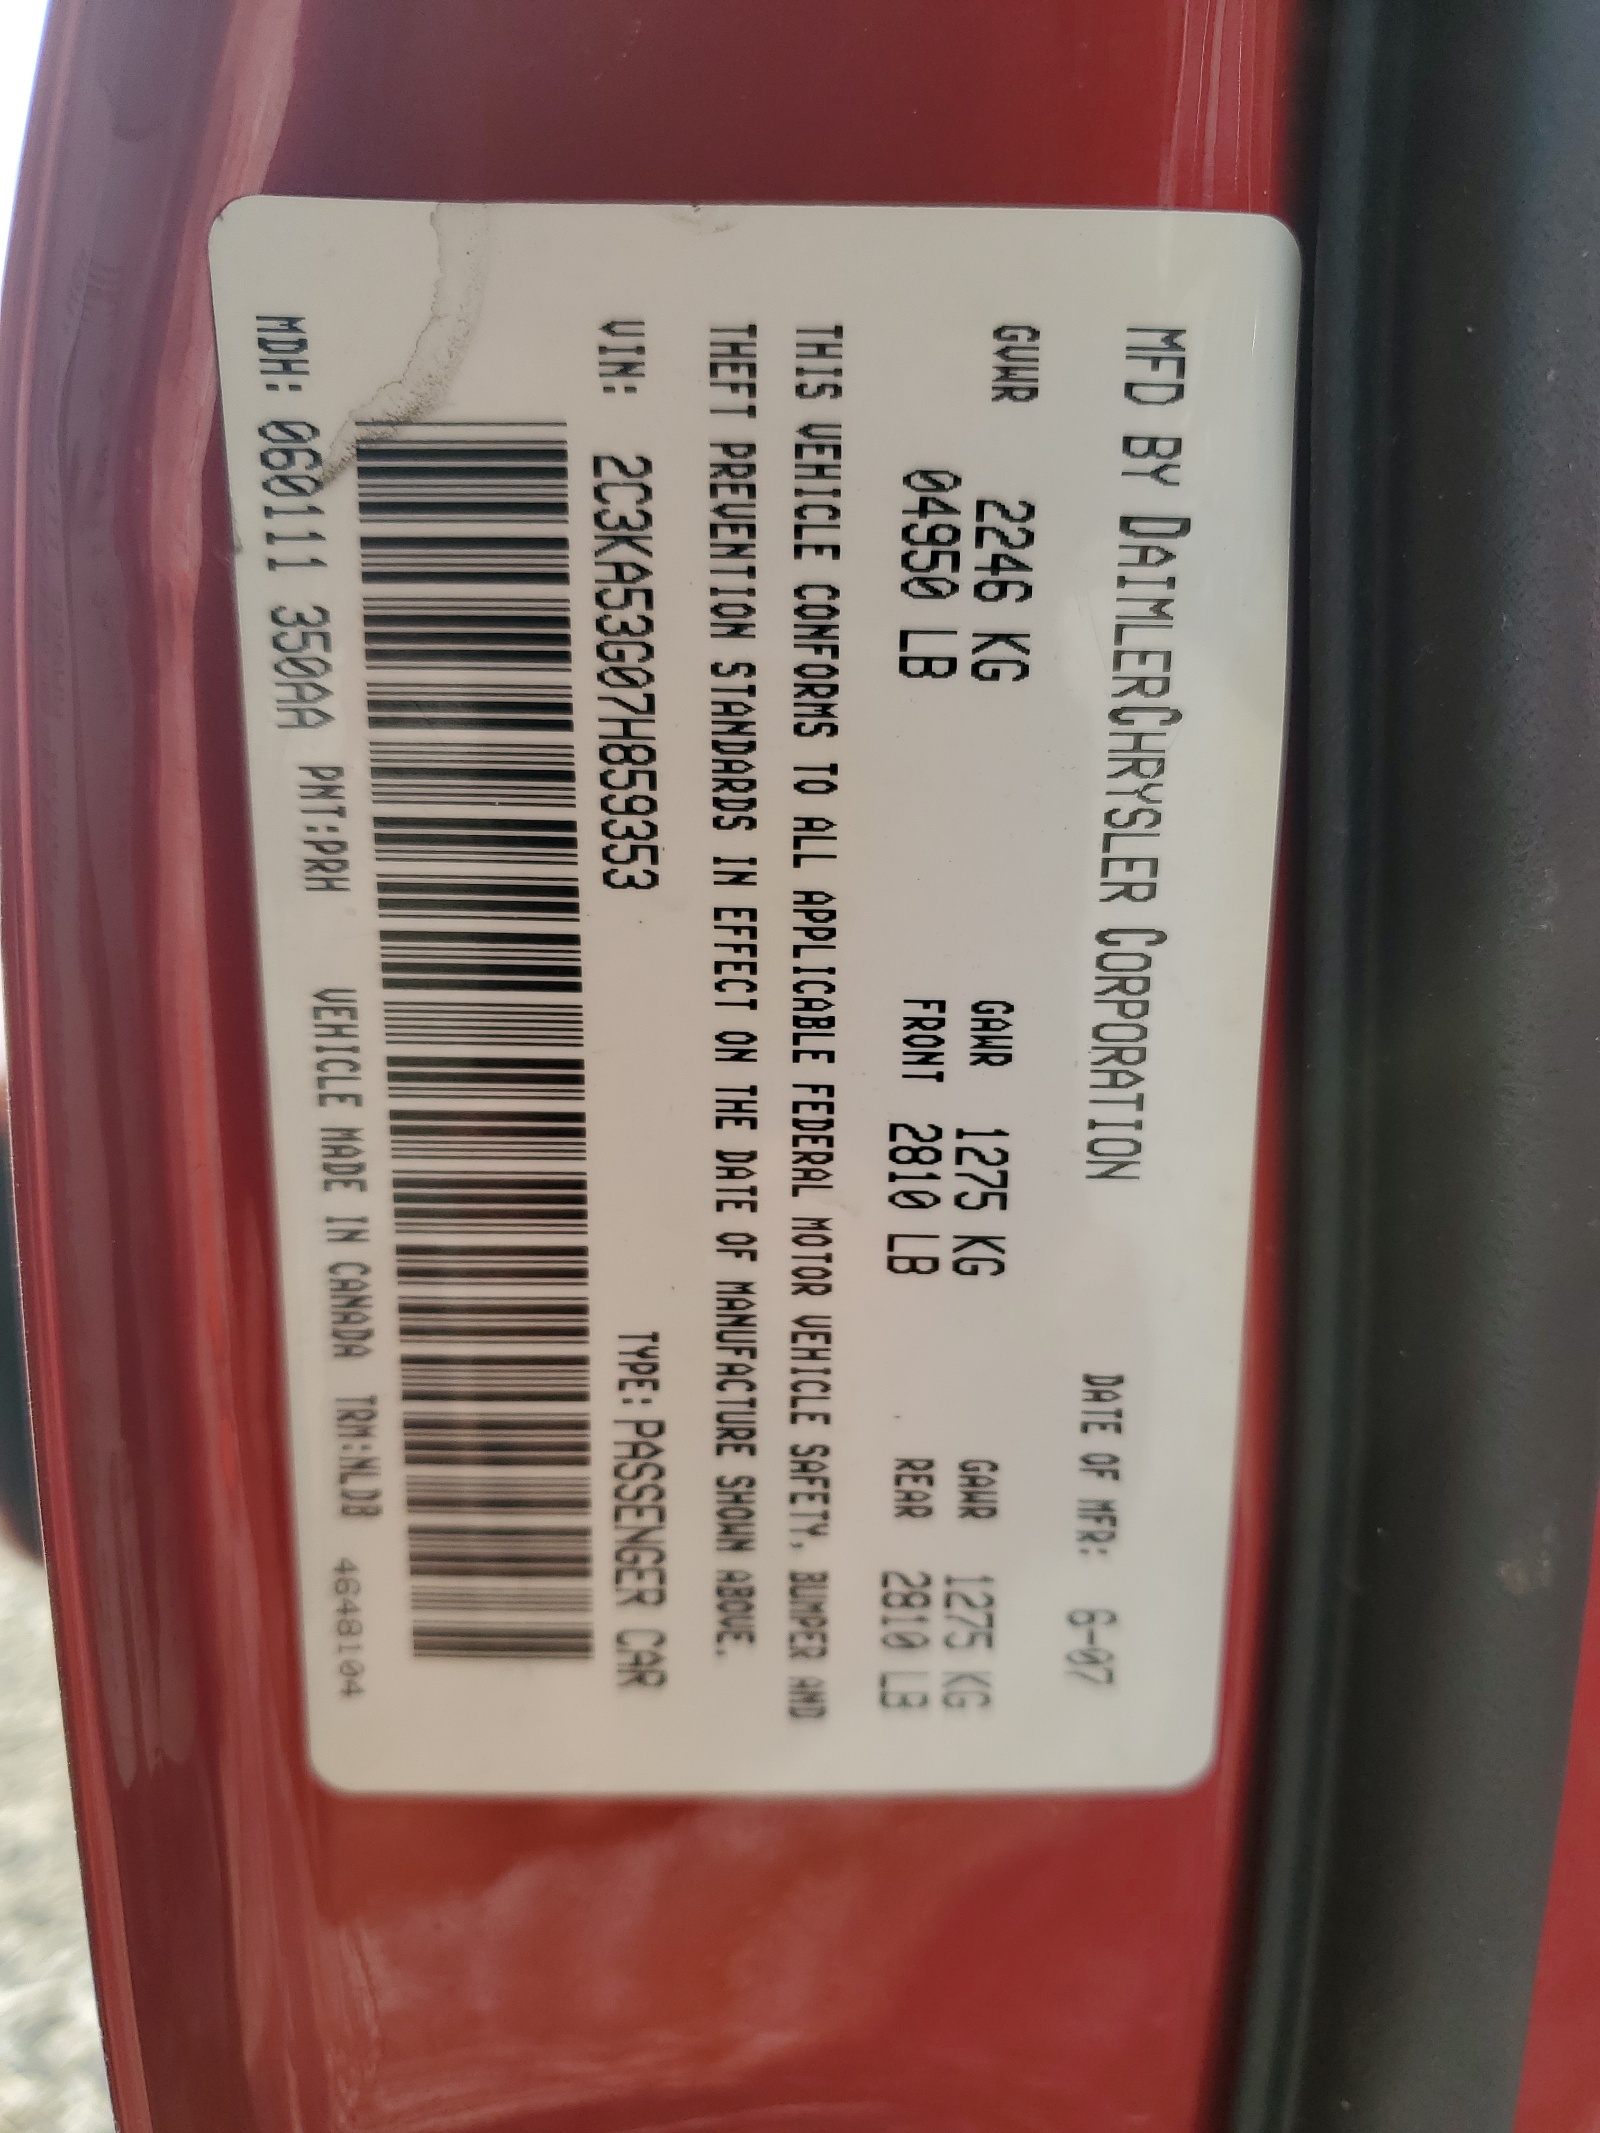 MFD BY DAIMLERCHRYSLER CORPORATION DATE OF MFR: 6-07
GVWR 2246 KG GAWR 1275 KG GAWR 1275 KG
04950 LB FRONT 2810 LB REAR 2810 LB
THIS VEHICLE CONFORMS TO ALL APPLICABLE FEDERAL MOTOR VEHICLE SAFETY, BUMPER AND
THEFT PREVENTION STANDARDS IN EFFECT ON THE DATE OF MANUFACTURE SHOWN ABOVE.
VIN: 2C3KA53G07H859353 TYPE: PASSENGER CAR
MDH: 060111 350AA PNT:PRH VEHICLE MADE IN CANADA TRM:NLDB 4648104